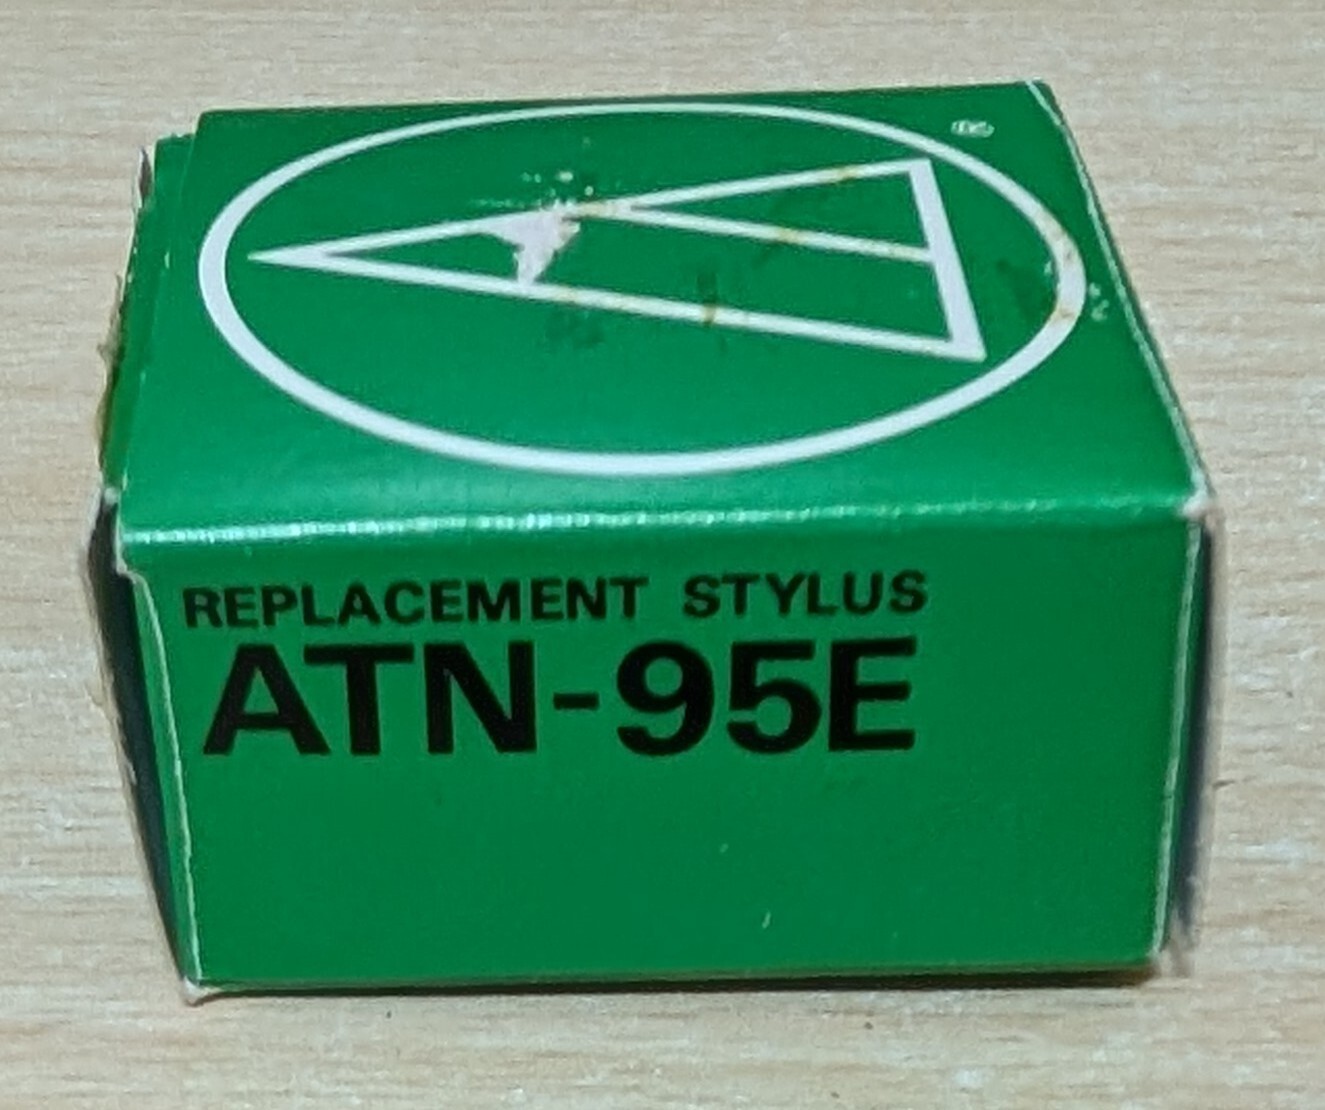 ®
REPLACEMENT STYLUS
ATN-95E